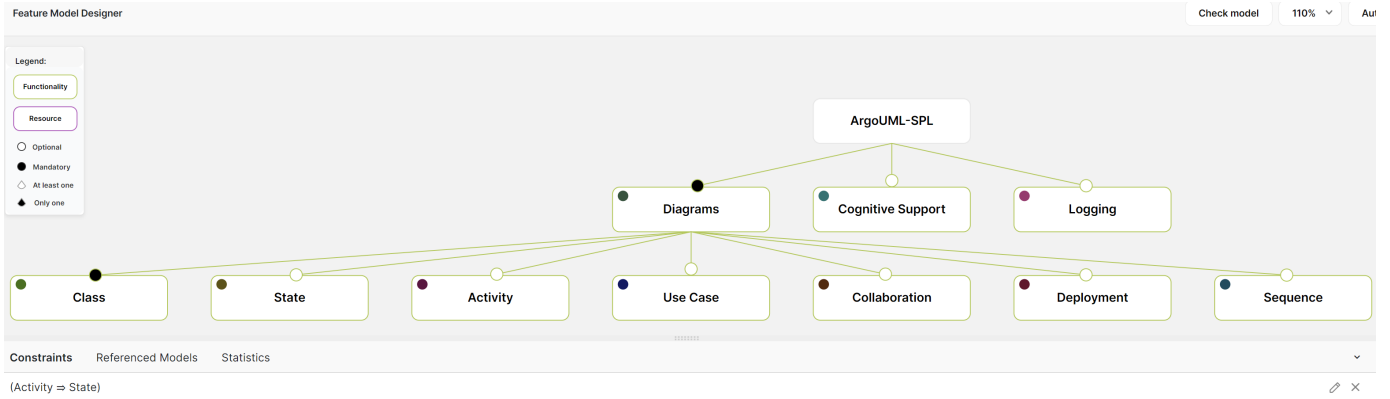 Feature Model Designer
Check model
110%
Aut
Legend:
Functionality
Resource
Optional
Mandatory
At least one
Only one
ArgoUML-SPL
Diagrams
Cognitive Support
Logging
Class
State
Activity
Use Case
Collaboration
Deployment
Sequence
Constraints Referenced Models Statistics
(Activity ⇒ State)